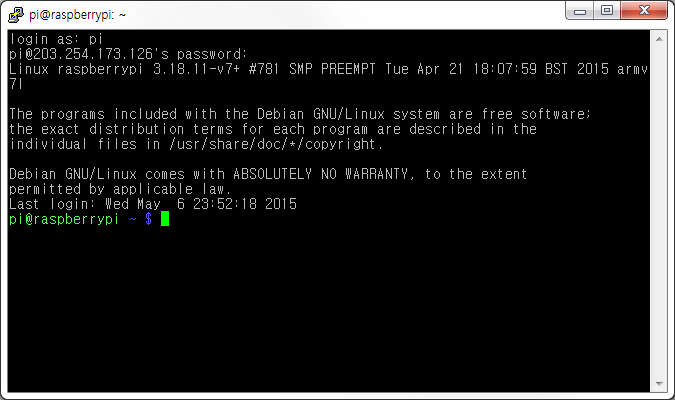 pi@raspberrypi: ~
login as: pi
pi@203.254.173.126's password:
Linux raspberrypi 3.18.11-v7+ #781 SMP PREEMPT Tue Apr 21 18:07:59 BST 2015 armv
7l
The programs included with the Debian GNU/Linux system are free software;
the exact distribution terms for each program are described in the
individual files in /usr/share/doc/*/copyright.
Debian GNU/Linux comes with ABSOLUTELY NO WARRANTY, to the extent
permitted by applicable law.
Last login: Wed May  6 23:52:18 2015
pi@raspberrypi ~ $